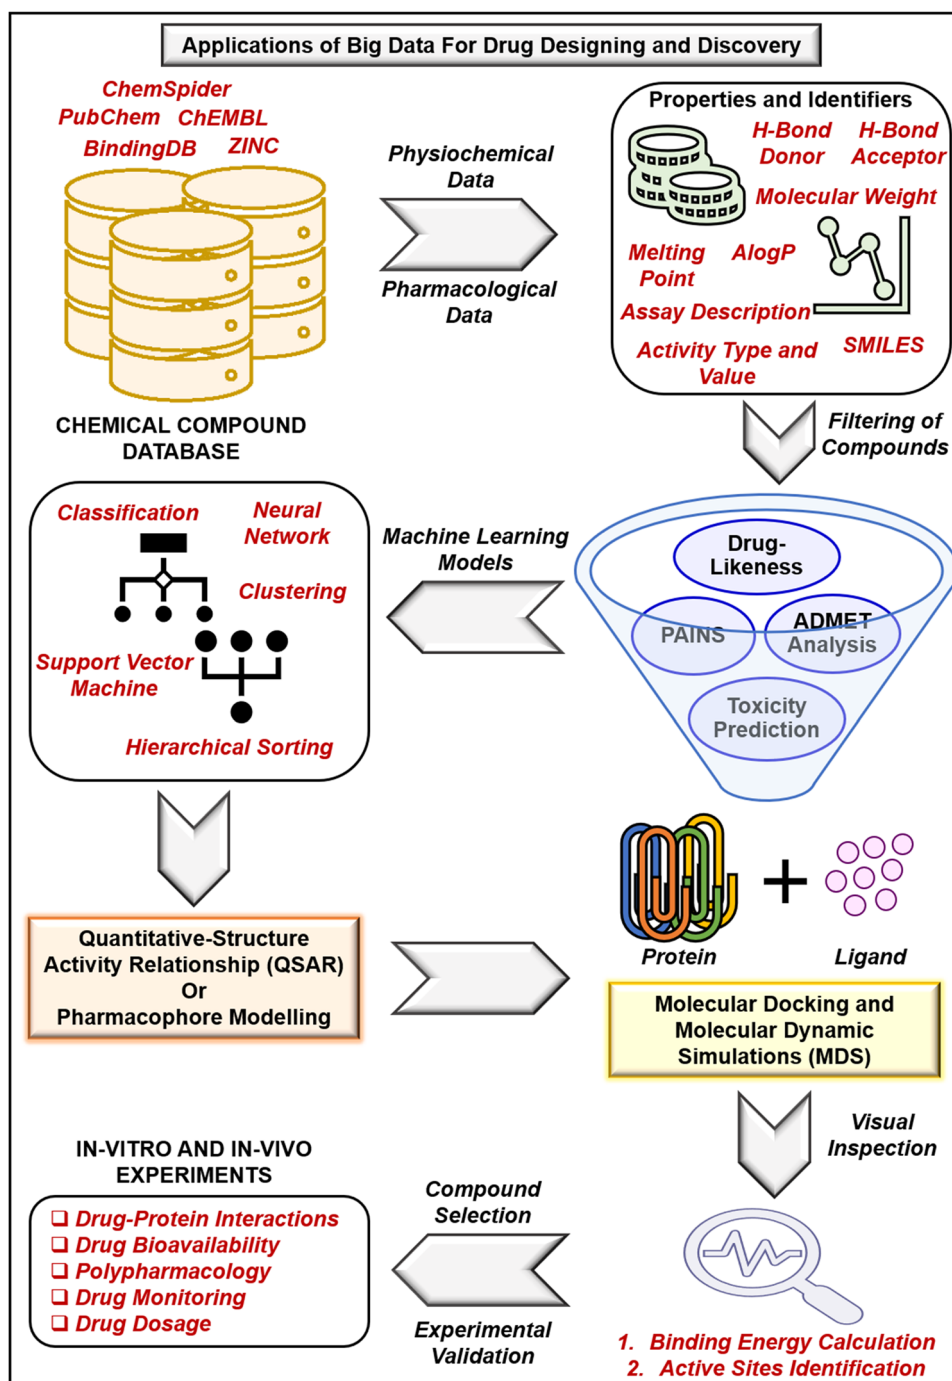 Applications of Big Data For Drug Designing and Discovery
ChemSpider
PubChem ChEMBL
BindingDB ZINC
CHEMICAL COMPOUND
DATABASE
Physiochemical
Data
Pharmacological
Data
Properties and Identifiers
H-Bond
Donor
H-Bond
Acceptor
Molecular Weight
Melting
Point
AlogP
Assay Description
Activity Type and
Value
SMILES
Filtering of
Compounds
Drug-
Likeness
PAINS
ADMET
Analysis
Toxicity
Prediction
Machine Learning
Models
Classification
Neural
Network
Clustering
Support Vector
Machine
Hierarchical Sorting
Quantitative-Structure
Activity Relationship (QSAR)
Or
Pharmacophore Modelling
Protein
Ligand
Molecular Docking and
Molecular Dynamic
Simulations (MDS)
Visual
Inspection
1. Binding Energy Calculation
2. Active Sites Identification
Compound
Selection
Experimental
Validation
IN-VITRO AND IN-VIVO
EXPERIMENTS
❑ Drug-Protein Interactions
❑ Drug Bioavailability
❑ Polypharmacology
❑ Drug Monitoring
❑ Drug Dosage